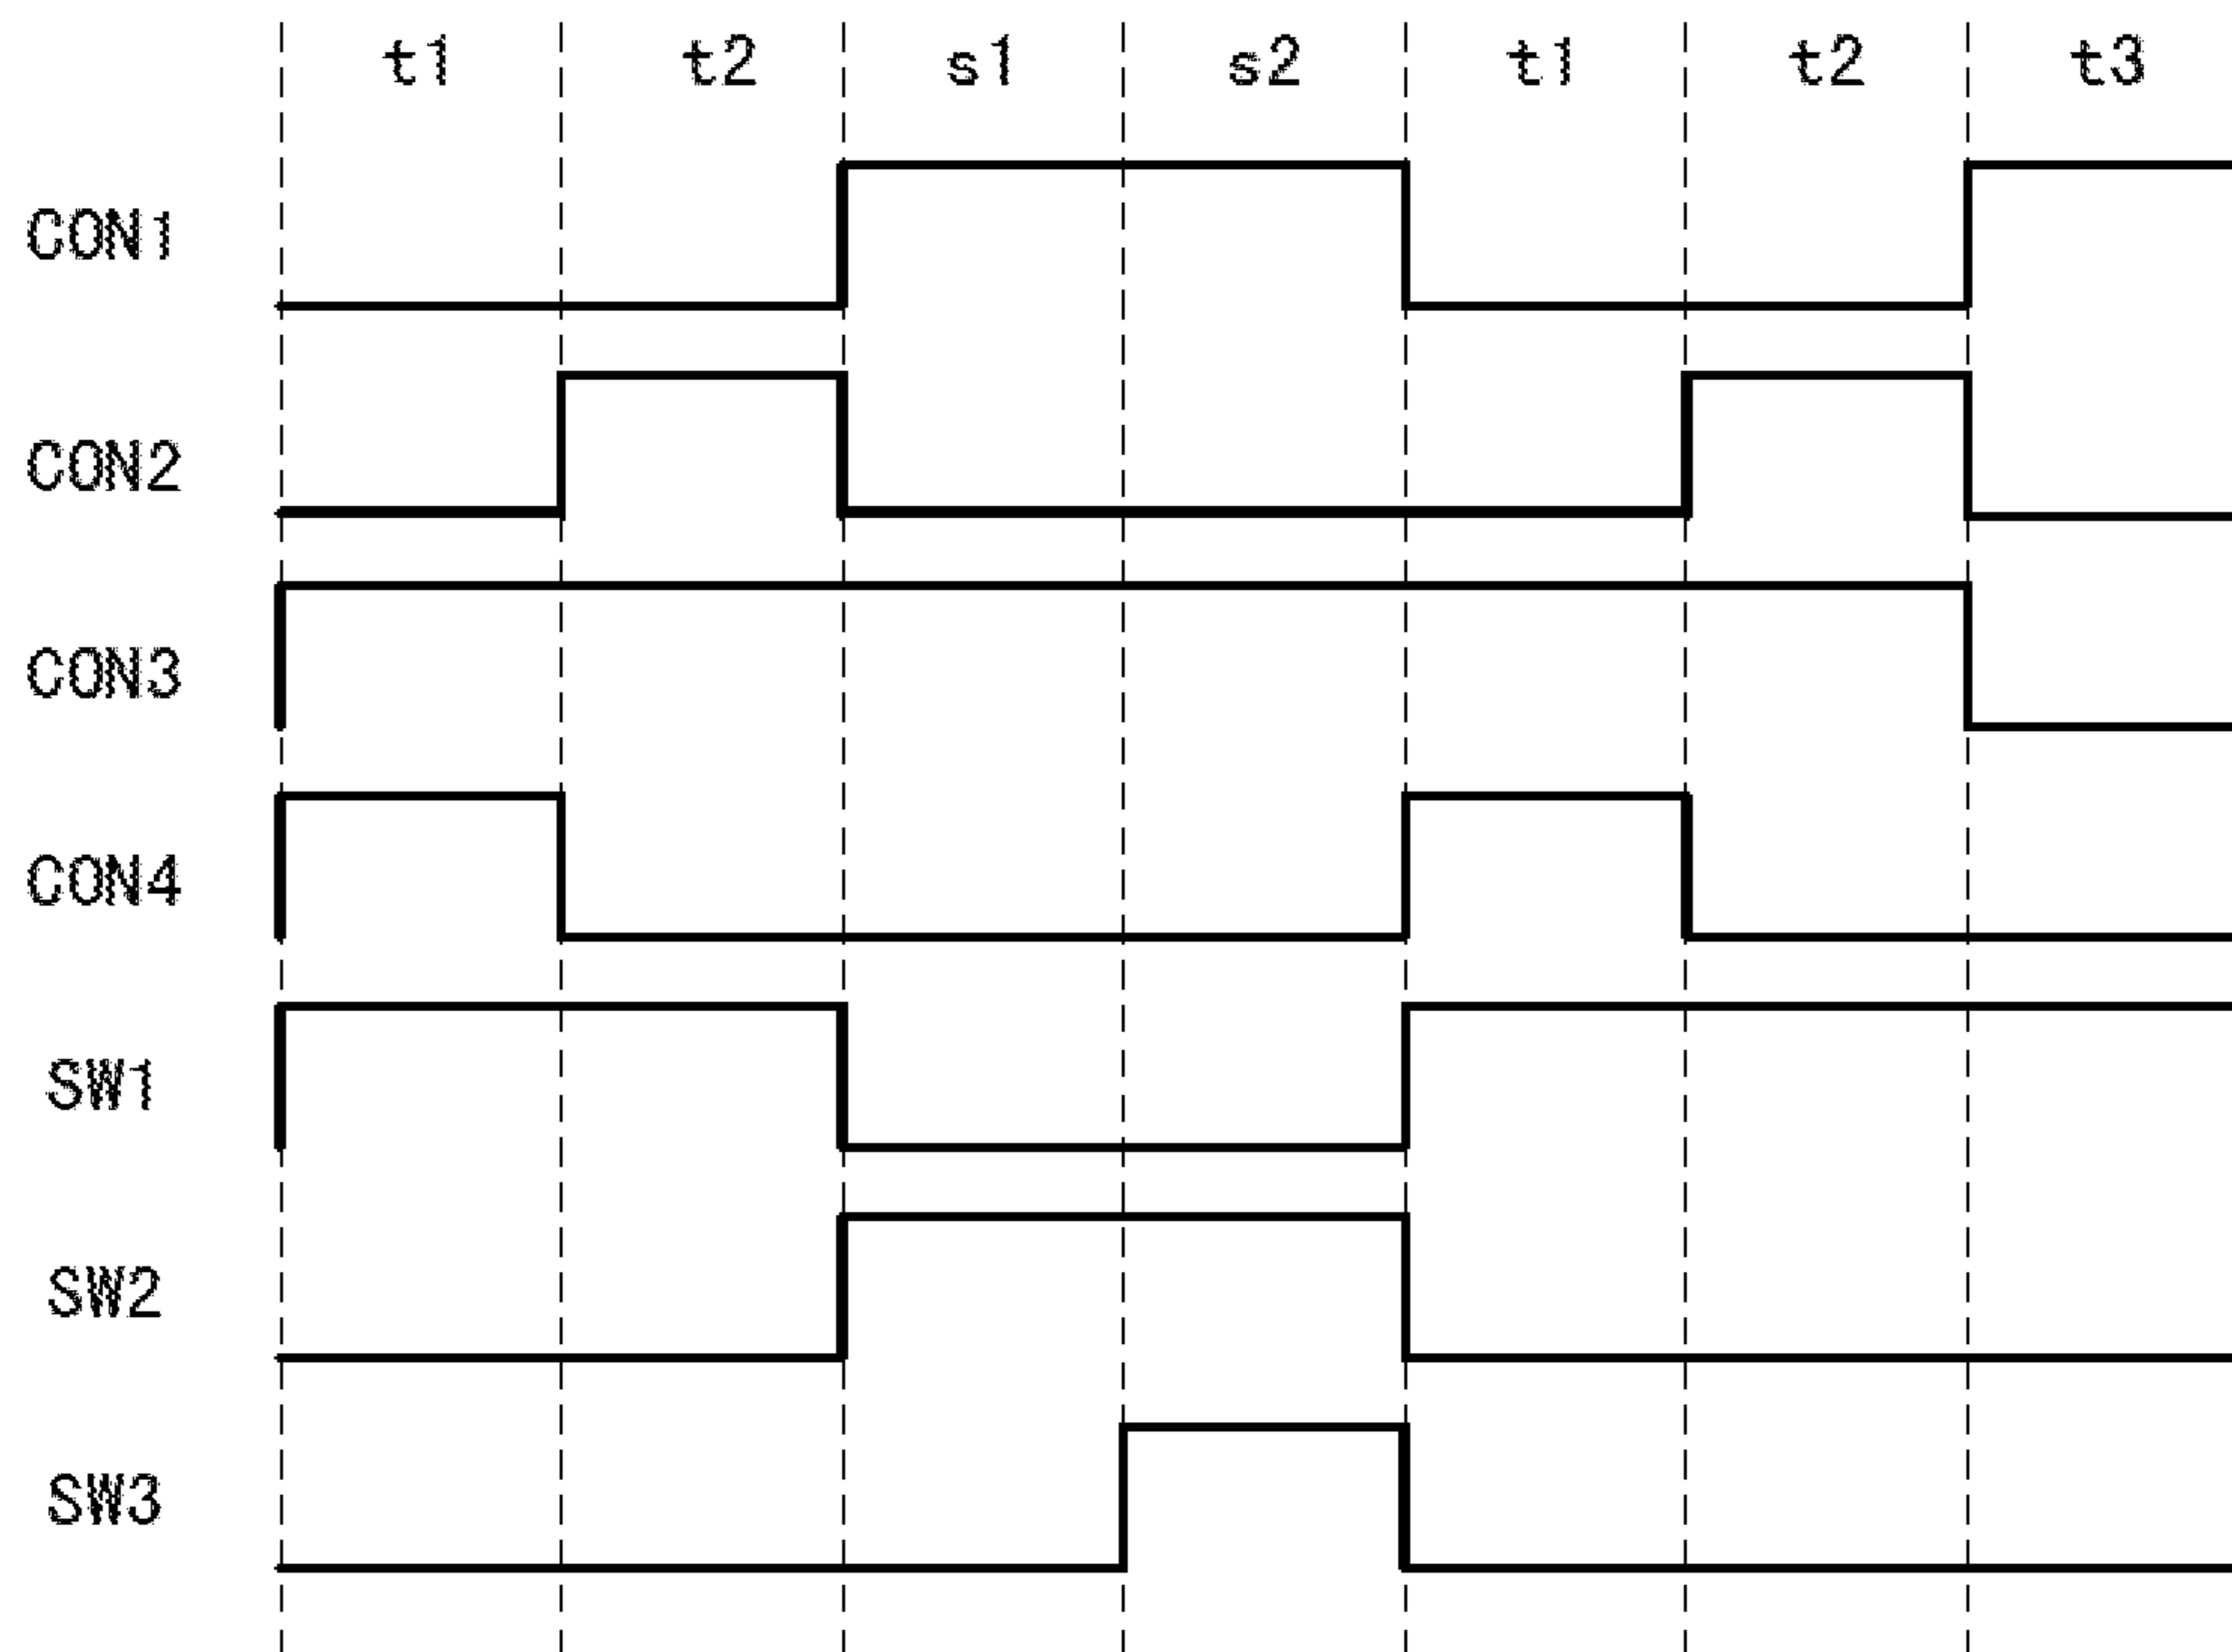 t1 t2 s1 s2 t1 t2 t3
CON1
CON2
CON3
CON4
SW1
SW2
SW3